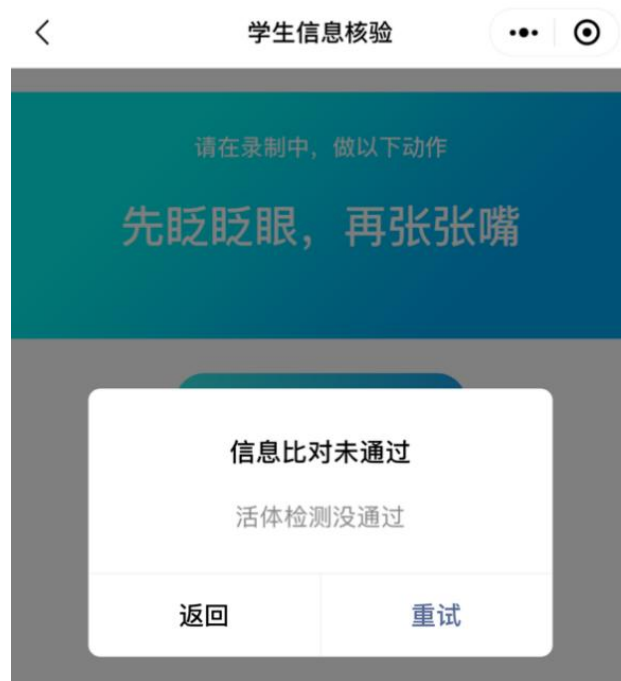 学生信息核验
请在录制中，做以下动作
先眨眨眼，再张张嘴
信息比对未通过
活体检测没通过
返回 重试